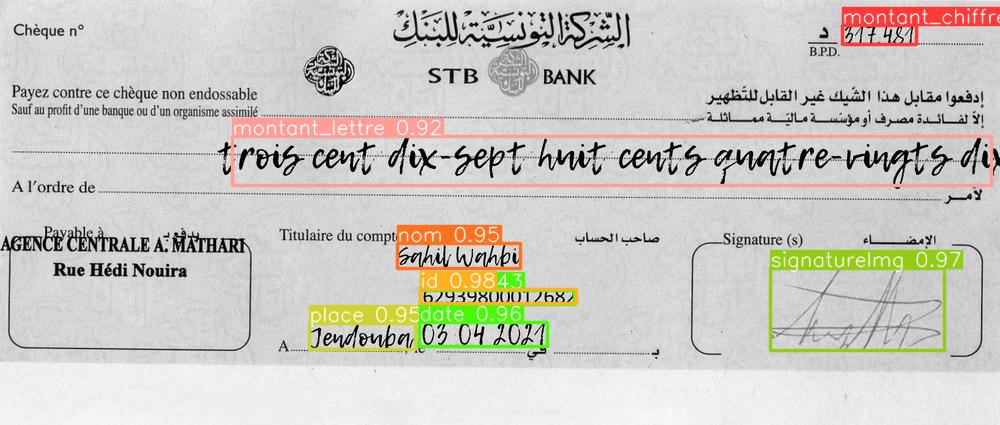 Chèque n°
الشركة التونسية للبنك
STB BANK
montant_chiffre
د 317.481
B.P.D.
Payez contre ce chèque non endossable
Sauf au profit d'une banque ou d'un organisme assimilé
إدفعوا مقابل هذا الشيك غير القابل للتظهير
إلا لفائدة مصرف أو مؤسسة مالية مماثلة
montant_lettre 0.92
trois cent dix-sept huit cents quatre-vingts dix
A l'ordre de
لأمر
Payable à
يدفع بـ
AGENCE CENTRALE A. MATHARI
Rue Hédi Nouira
Titulaire du compt
صاحب الحساب
nom 0.95
Sahil Wahbi
id 0.9843
62939800012682
place 0.95
date 0.96
A Jendouba
03 04 2021
في
بـ
Signature (s)
الإمضاء
signatureImg 0.97